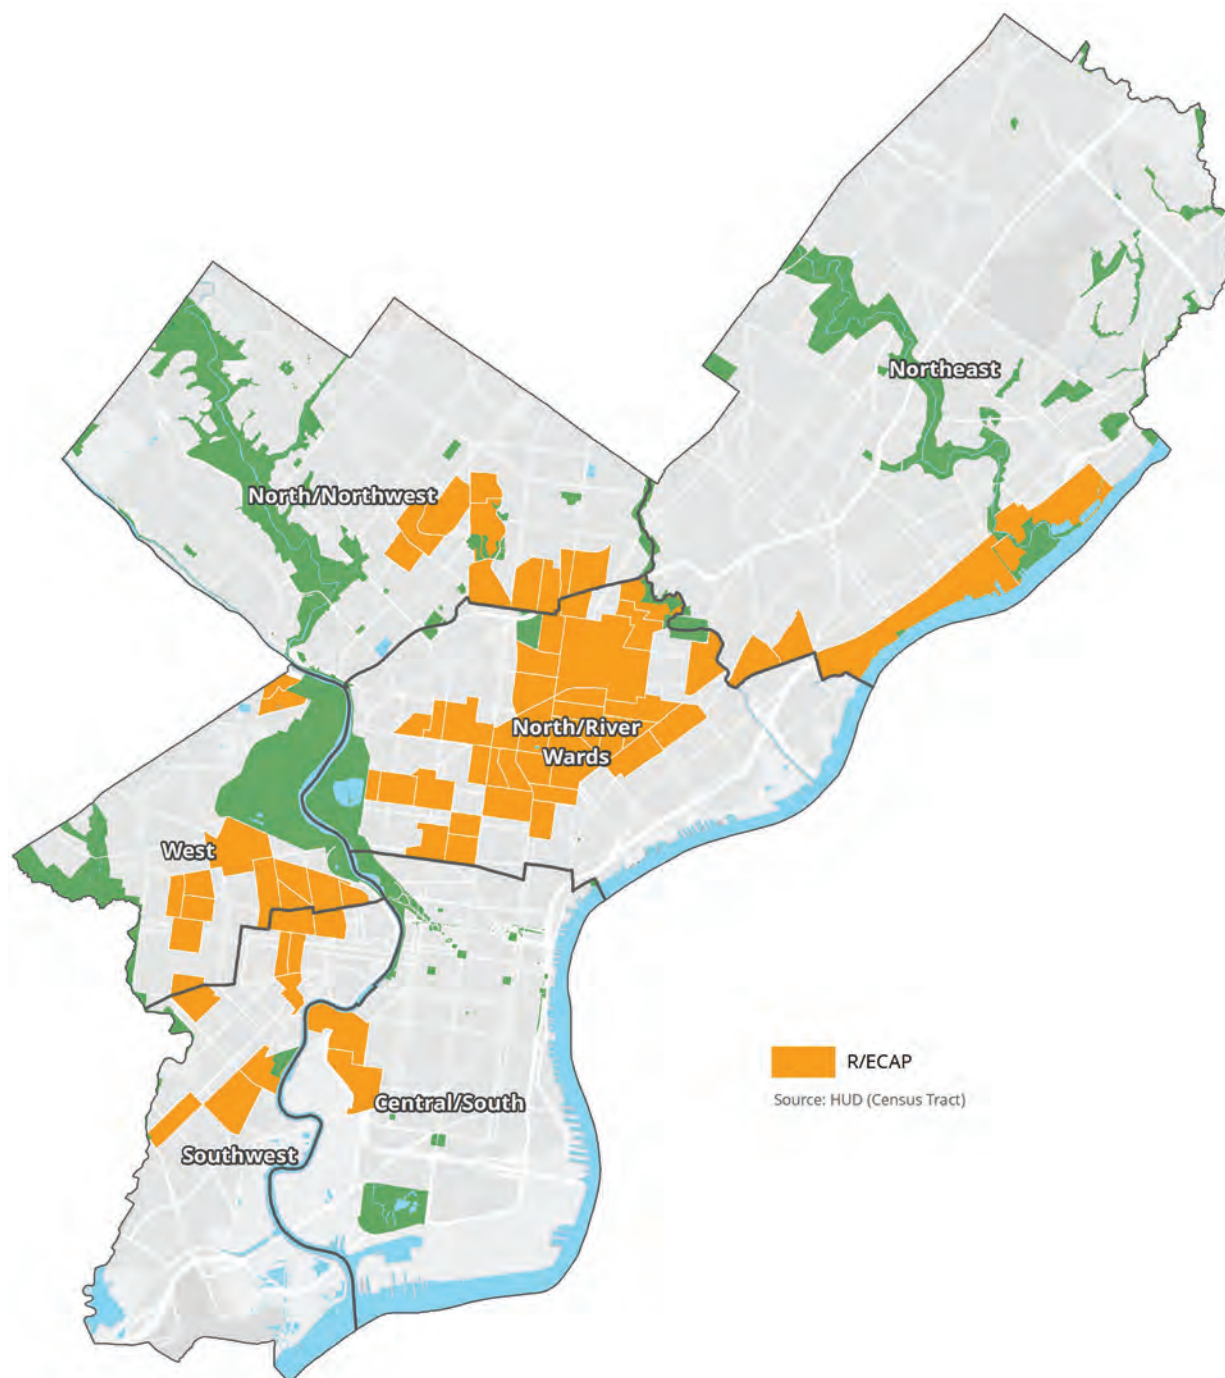 Northeast
North/Northwest
North/River
Wards
West
R/ECAP
Source: HUD (Census Tract)
Central/South
Southwest